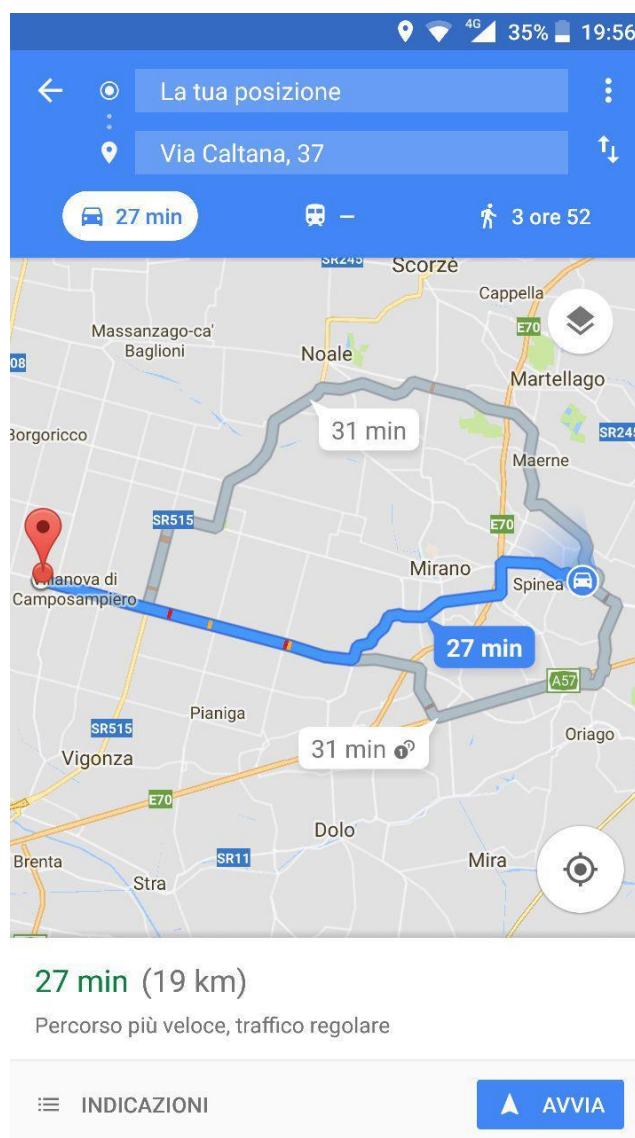 4G 35% 19:56
La tua posizione
Via Caltana, 37
27 min
–
3 ore 52
SR245
Scorzè
Cappella
Massanzago-ca'
Baglioni
E70
08
Noale
Martellago
31 min
SR24
Borgoricco
Maerne
SR515
E70
Mirano
Villanova di
Camposampiero
Spinea
27 min
A57
Pianiga
SR515
Oriago
31 min
Vigonza
E70
Dolo
Brenta
SR11
Mira
Stra
27 min (19 km)
Percorso più veloce, traffico regolare
INDICAZIONI
AVVIA